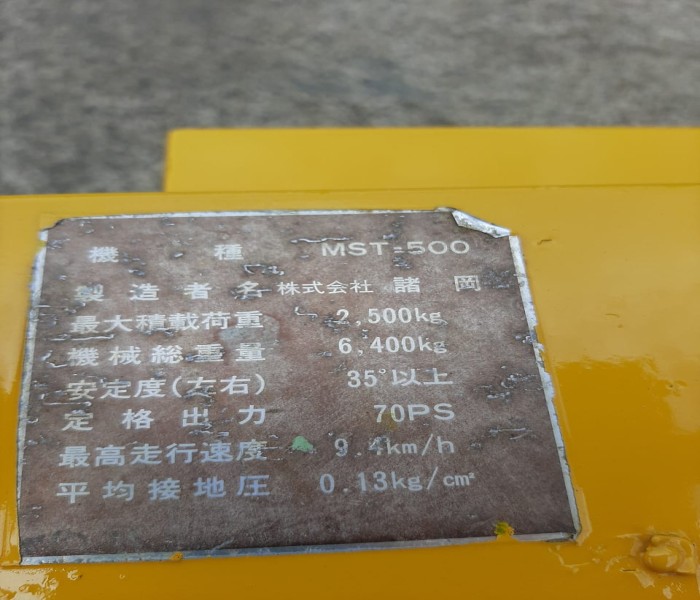 機種 MST-500
製造者名 株式会社 諸岡
最大積載荷重 2,500kg
機械総重量 6,400kg
安定度(左右) 35°以上
定格出力 70PS
最高走行速度 9.4km/h
平均接地圧 0.13kg/cm²